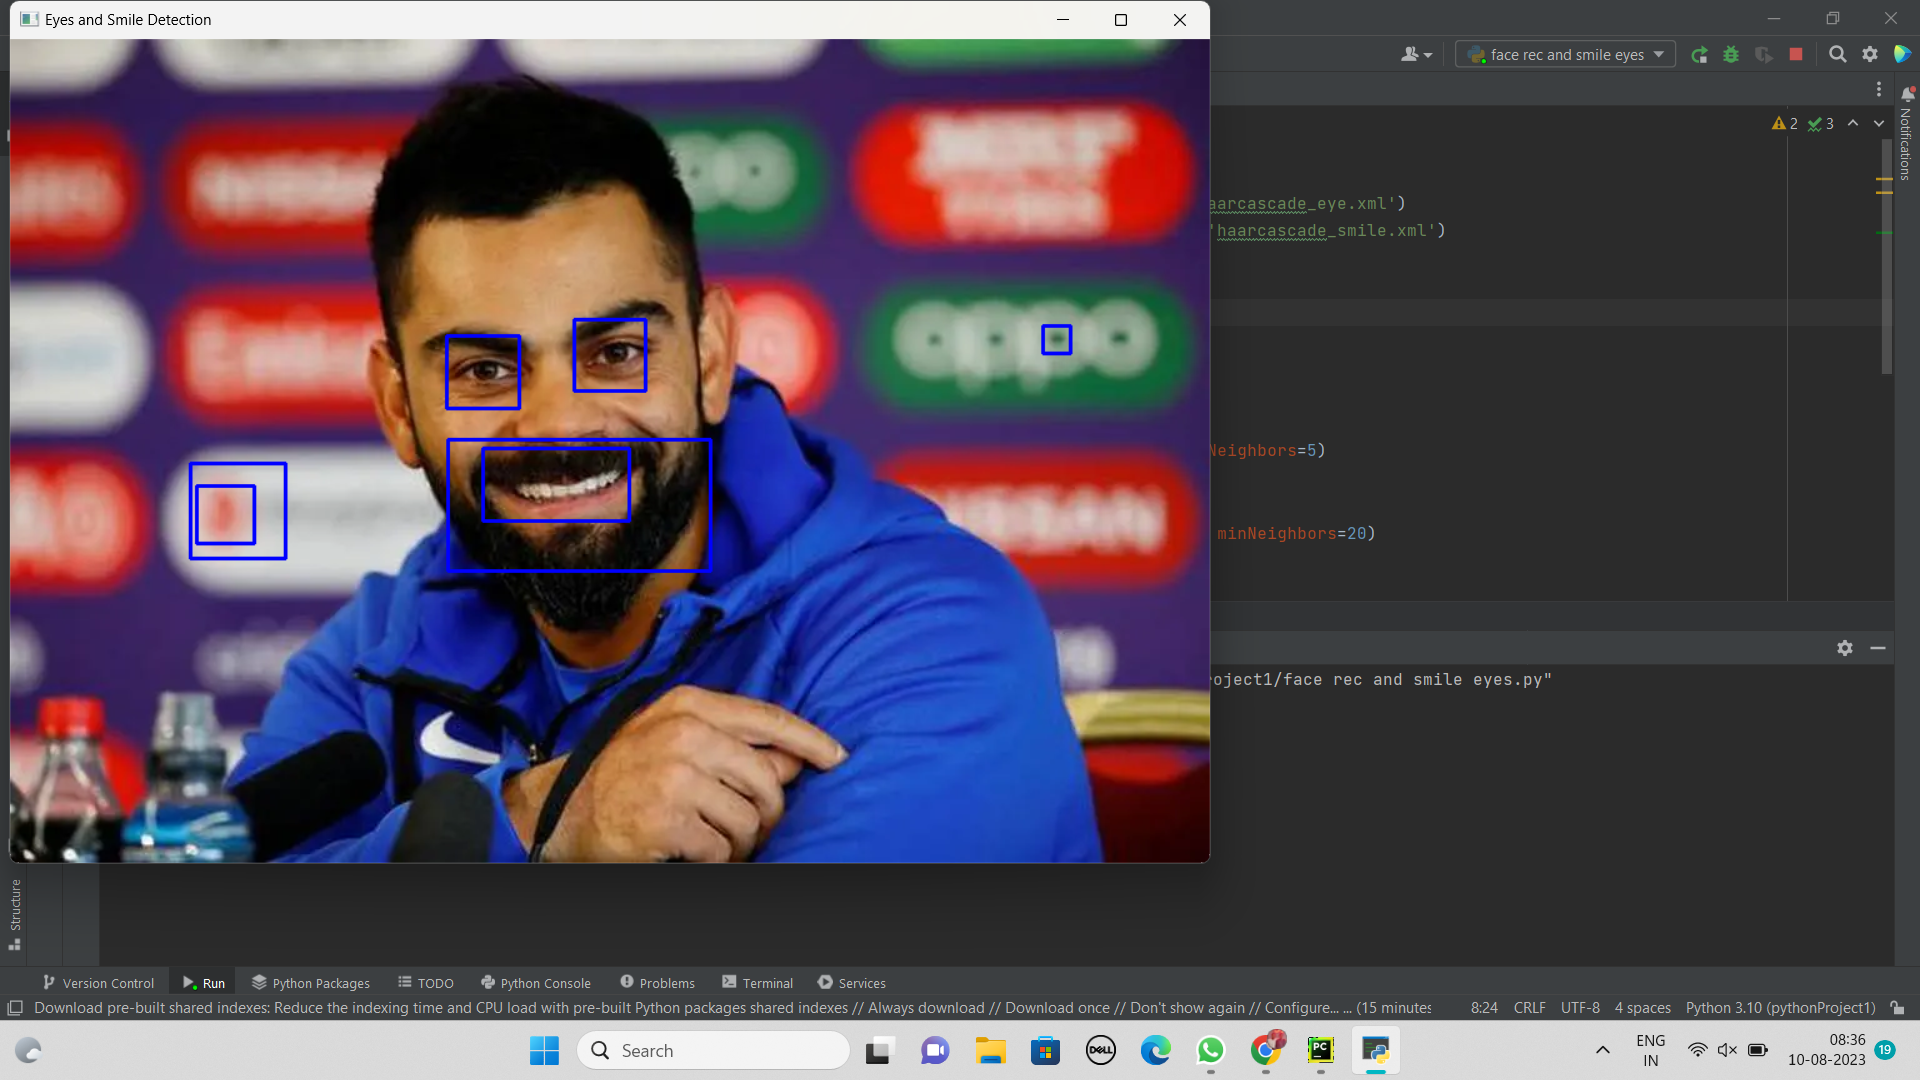 Eyes and Smile Detection
face rec and smile eyes
oppo
2 3
Notifications
aarcascade_eye.xml')
'haarcascade_smile.xml')
Neighbors=5)
minNeighbors=20)
oject1/face rec and smile eyes.py"
Structure
Version Control Run Python Packages TODO Python Console Problems Terminal Services
Download pre-built shared indexes: Reduce the indexing time and CPU load with pre-built Python packages shared indexes // Always download // Download once // Don't show again // Configure... ... (15 minutes 8:24 CRLF UTF-8 4 spaces Python 3.10 (pythonProject1)
Search DELL PC ENG 08:36
IN 10-08-2023 19